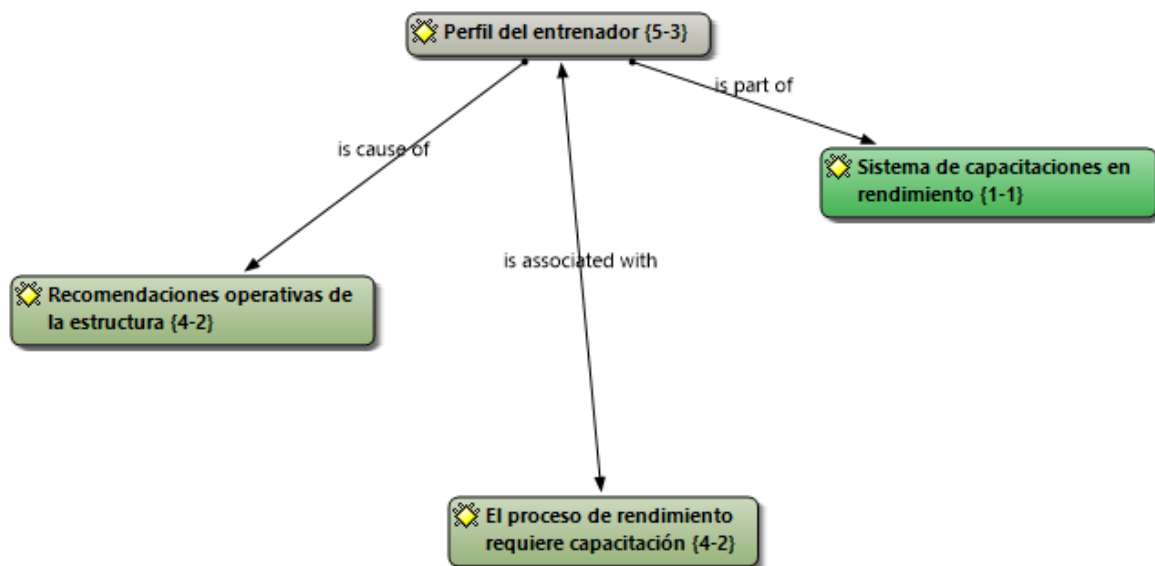 Perfil del entrenador {5-3}
is part of
is cause of
Sistema de capacitaciones en
rendimiento {1-1}
is associated with
Recomendaciones operativas de
la estructura {4-2}
El proceso de rendimiento
requiere capacitación {4-2}